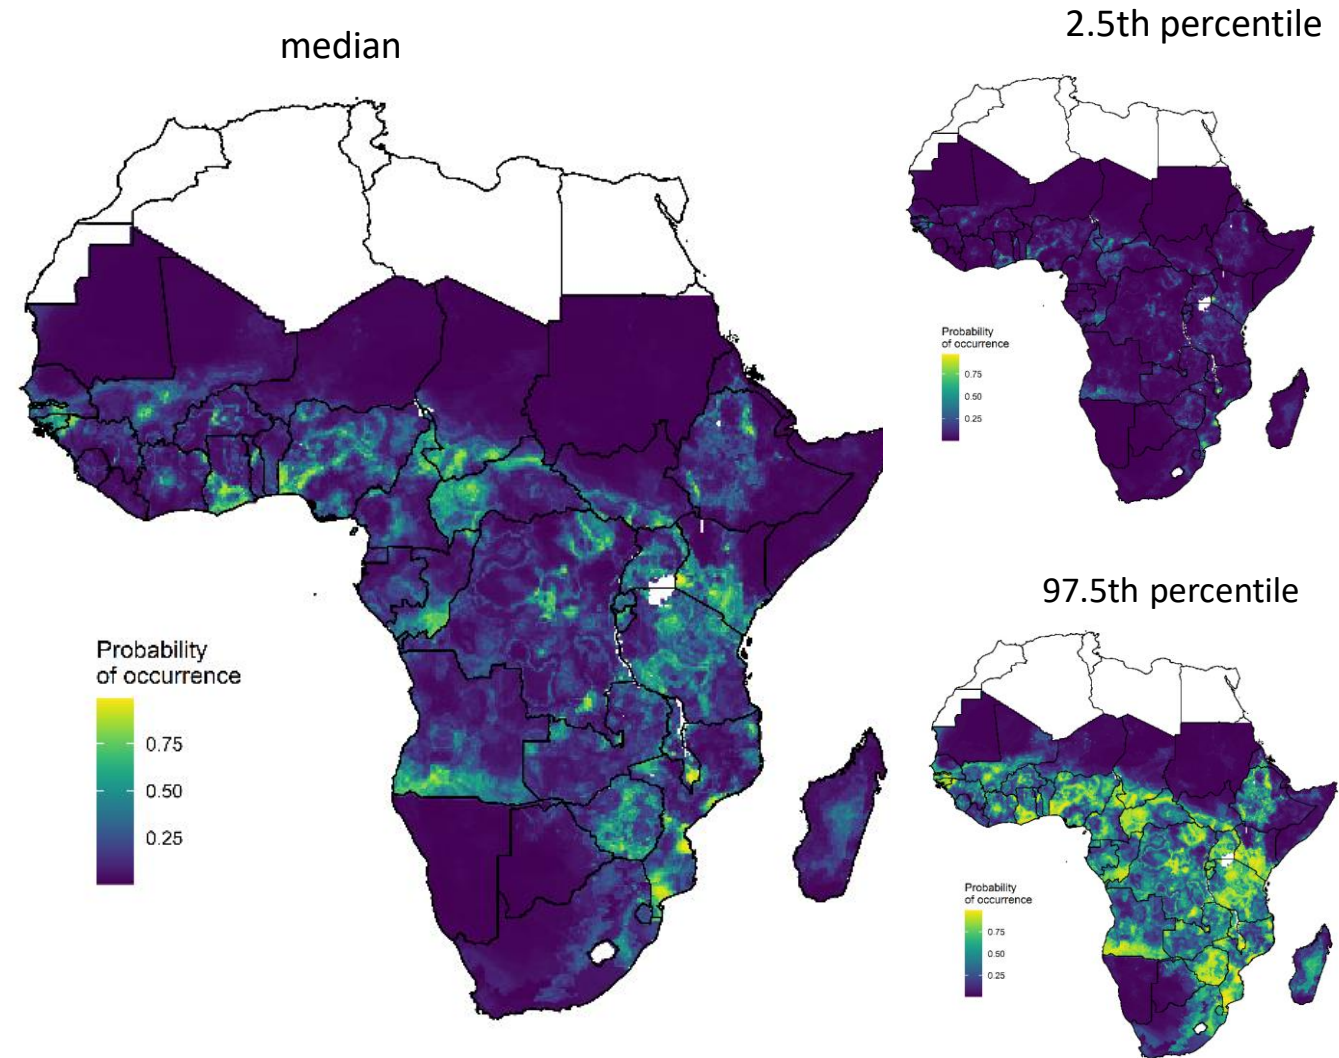 median
Probability
of occurrence
0.75
0.50
0.25
2.5th percentile
Probability
of occurrence
0.75
0.50
0.25
97.5th percentile
Probability
of occurrence
0.75
0.50
0.25